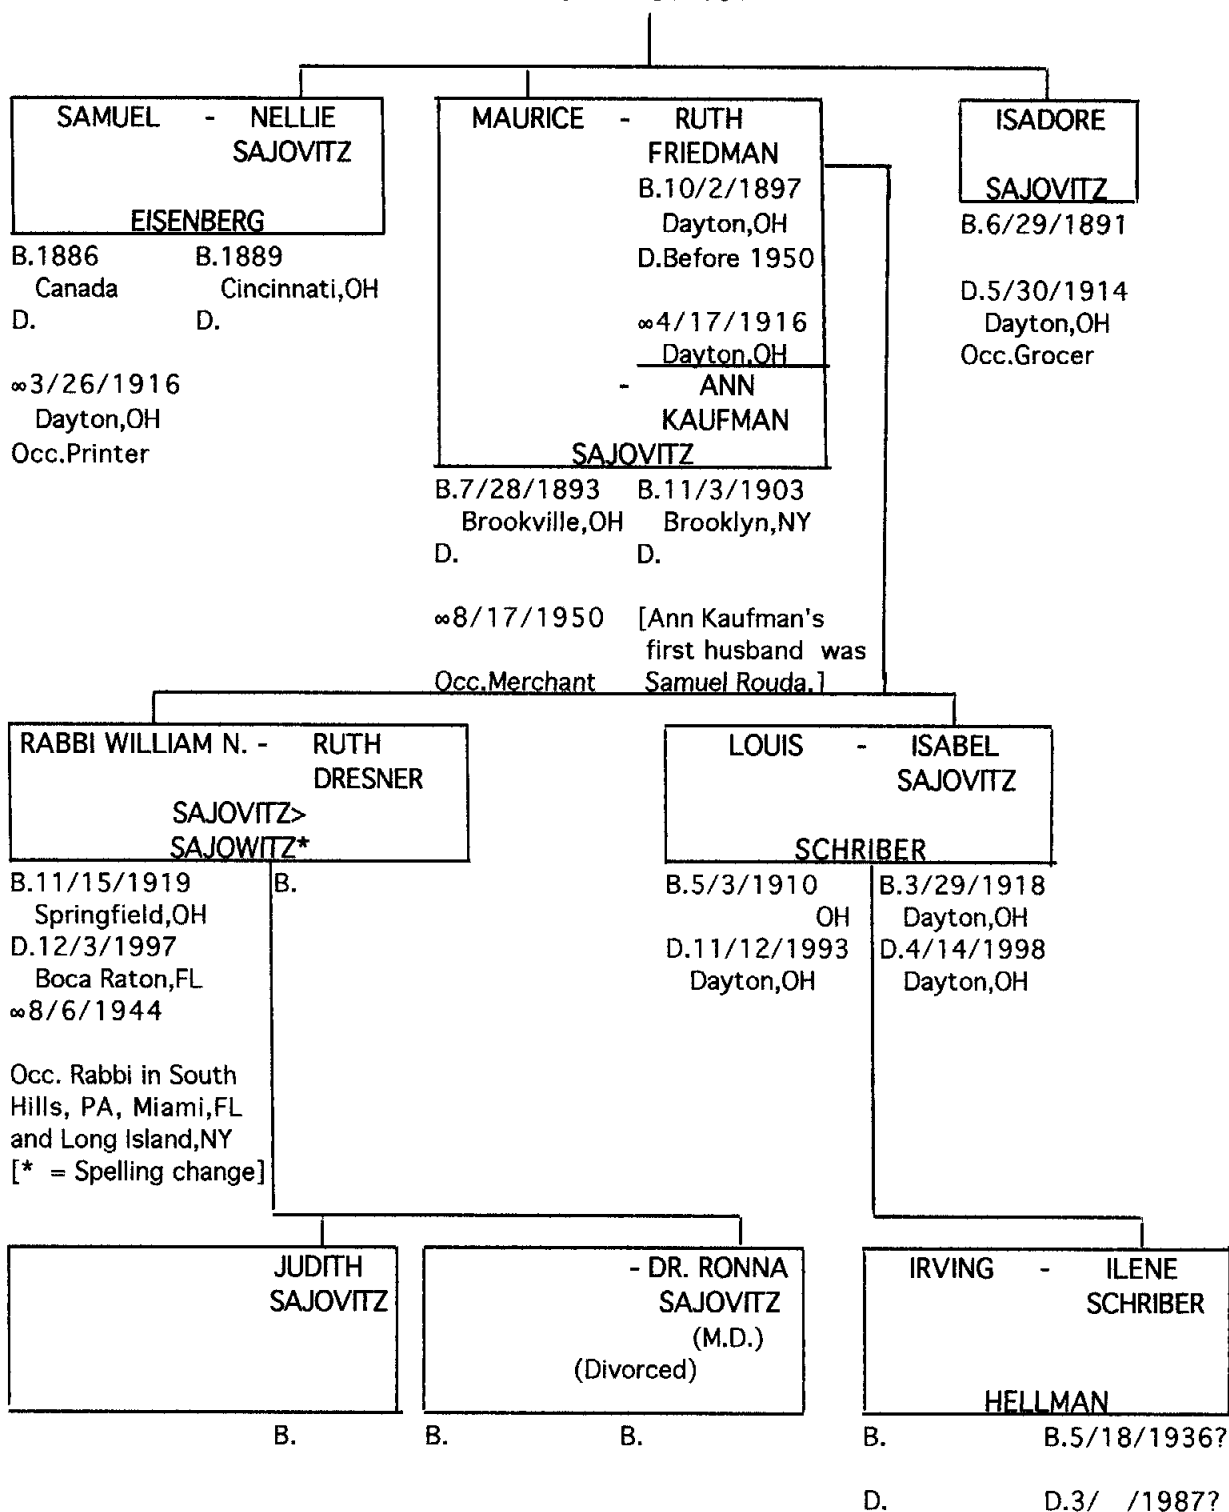 SAMUEL - NELLIE
SAJOVITZ
EISENBERG
B.1886 B.1889
Canada Cincinnati,OH
D. D.
∞3/26/1916
Dayton,OH
Occ.Printer
MAURICE - RUTH
FRIEDMAN
B.10/2/1897
Dayton,OH
D.Before 1950
∞4/17/1916
Dayton,OH
- ANN
KAUFMAN
SAJOVITZ
B.7/28/1893 B.11/3/1903
Brookville,OH Brooklyn,NY
D. D.
∞8/17/1950 [Ann Kaufman's
first husband was
Occ.Merchant Samuel Rouda.]
ISADORE
SAJOVITZ
B.6/29/1891
D.5/30/1914
Dayton,OH
Occ.Grocer
RABBI WILLIAM N. - RUTH
DRESNER
SAJOVITZ>
SAJOWITZ*
B.11/15/1919 B.
Springfield,OH
D.12/3/1997
Boca Raton,FL
∞8/6/1944
Occ. Rabbi in South
Hills, PA, Miami,FL
and Long Island,NY
[* = Spelling change]
LOUIS - ISABEL
SAJOVITZ
SCHRIBER
B.5/3/1910 B.3/29/1918
OH Dayton,OH
D.11/12/1993 D.4/14/1998
Dayton,OH Dayton,OH
JUDITH
SAJOVITZ
B.
- DR. RONNA
SAJOVITZ
(M.D.)
(Divorced)
B. B.
IRVING - ILENE
SCHRIBER
HELLMAN
B. B.5/18/1936?
D. D.3/ /1987?